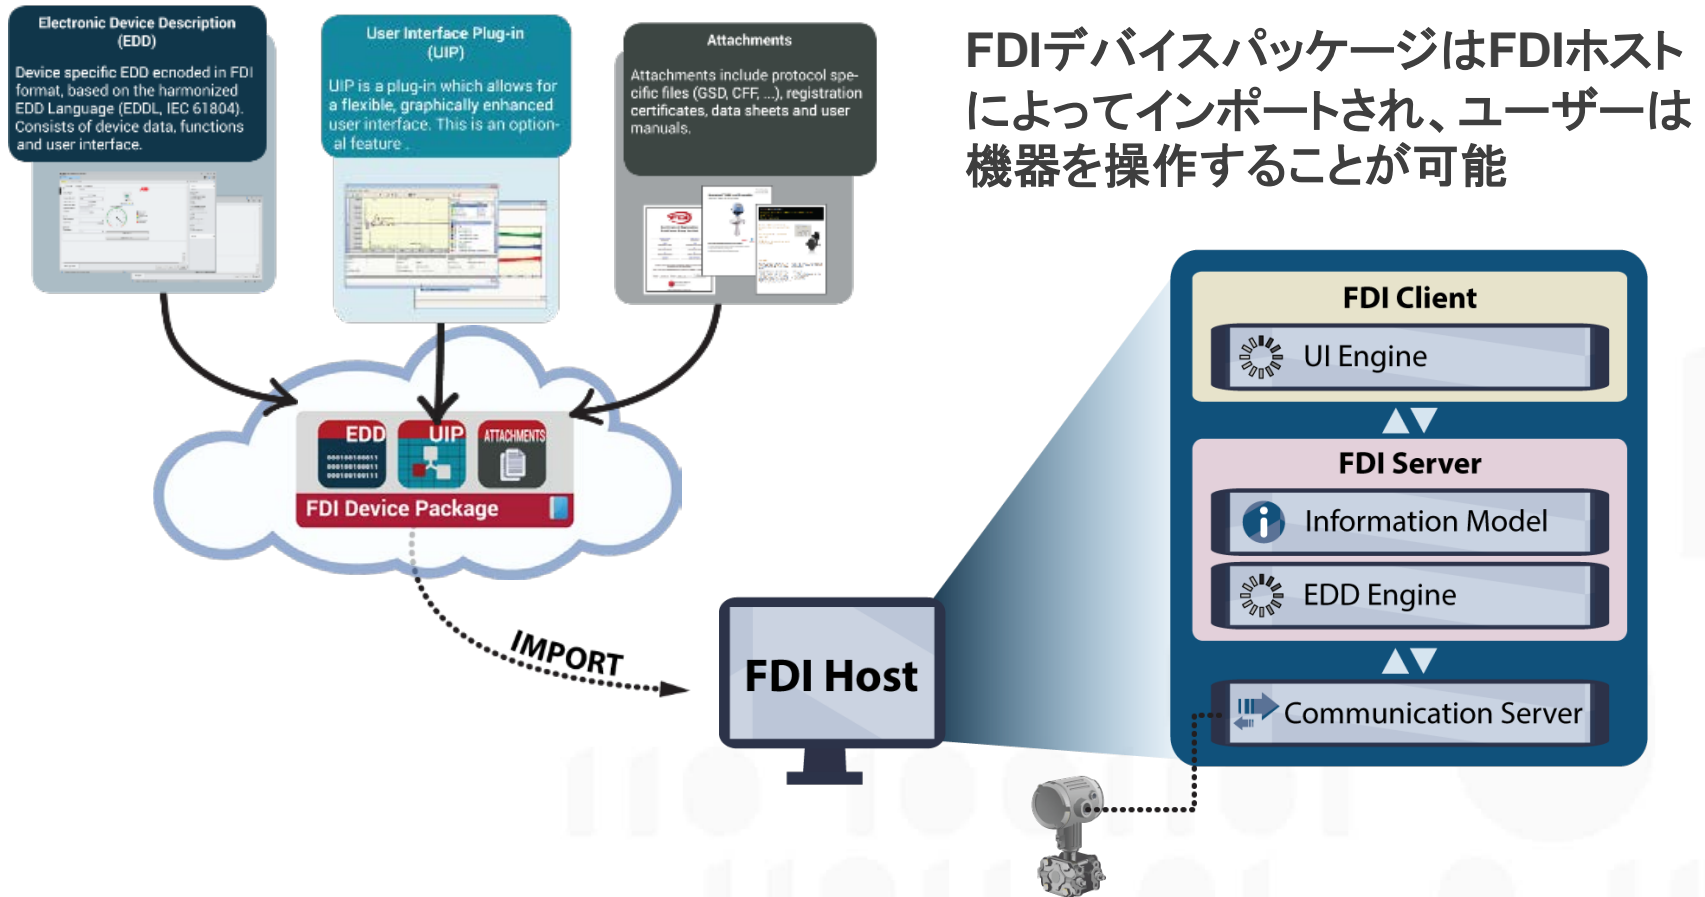 Electronic Device Description
(EDD)
Device specific EDD ecnoded in FDI
format, based on the harmonized
EDD Language (EDDL, IEC 61804).
Consists of device data, functions
and user interface.
User Interface Plug-in
(UIP)
UIP is a plug-in which allows for
a flexible, graphically enhanced
user interface. This is an option-
al feature .
Attachments
Attachments include protocol spe-
cific files (GSD, CFF, ...), registration
certificates, data sheets and user
manuals.
FDIデバイスパッケージはFDIホスト
によってインポートされ、ユーザーは
機器を操作することが可能
ABB
FDI
EDD
000100100011
000100100011
000100100111
UIP
ATTACHMENTS
FDI Device Package
IMPORT
FDI Host
FDI Client
UI Engine
FDI Server
Information Model
EDD Engine
Communication Server